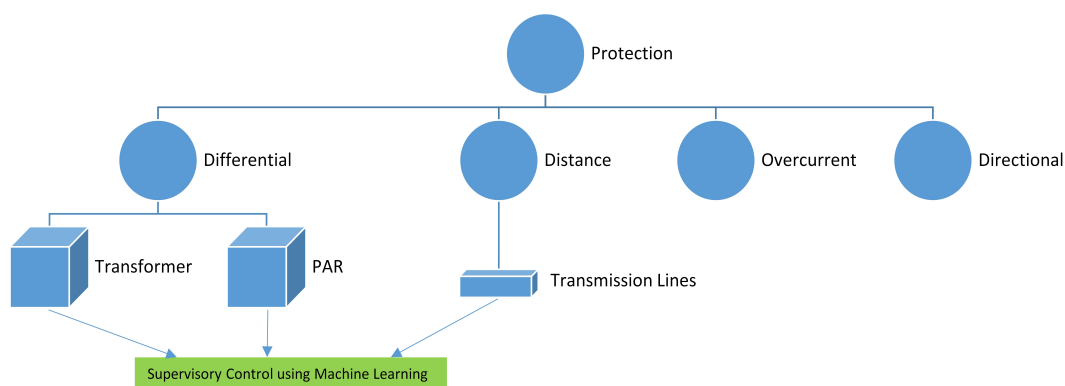 Protection
Differential
Distance
Overcurrent
Directional
Transformer
PAR
Transmission Lines
Supervisory Control using Machine Learning